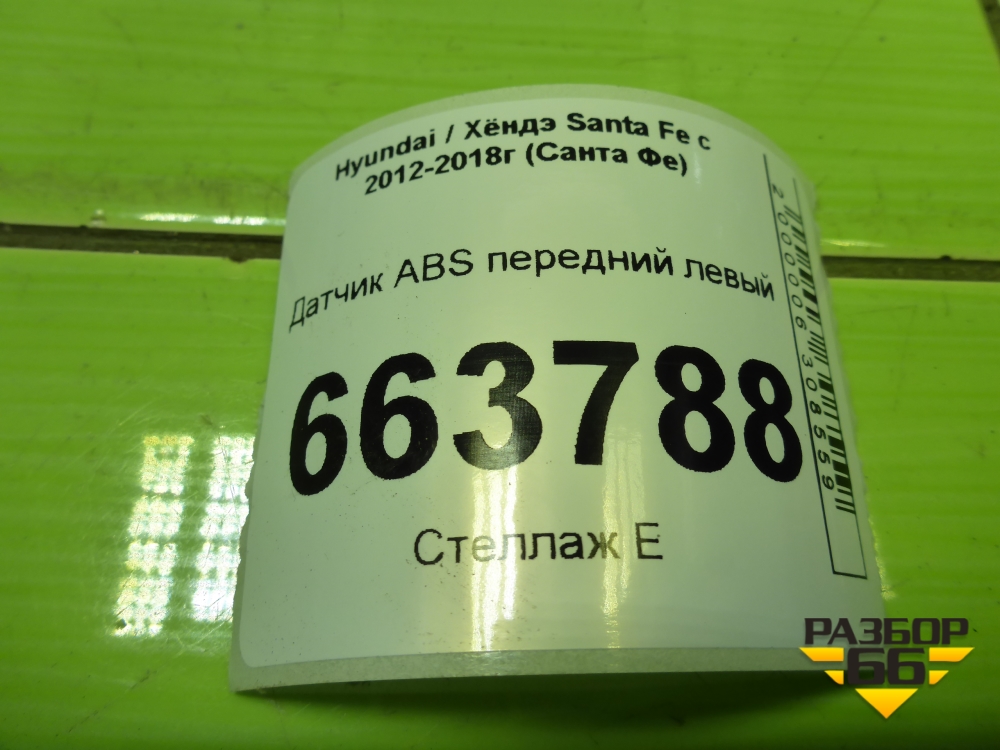 Hyundai / Хёндэ Santa Fe с
2012-2018г (Санта Фе)
Датчик ABS передний левый
663788
Стеллаж E
2000006308559
РАЗБОР
66